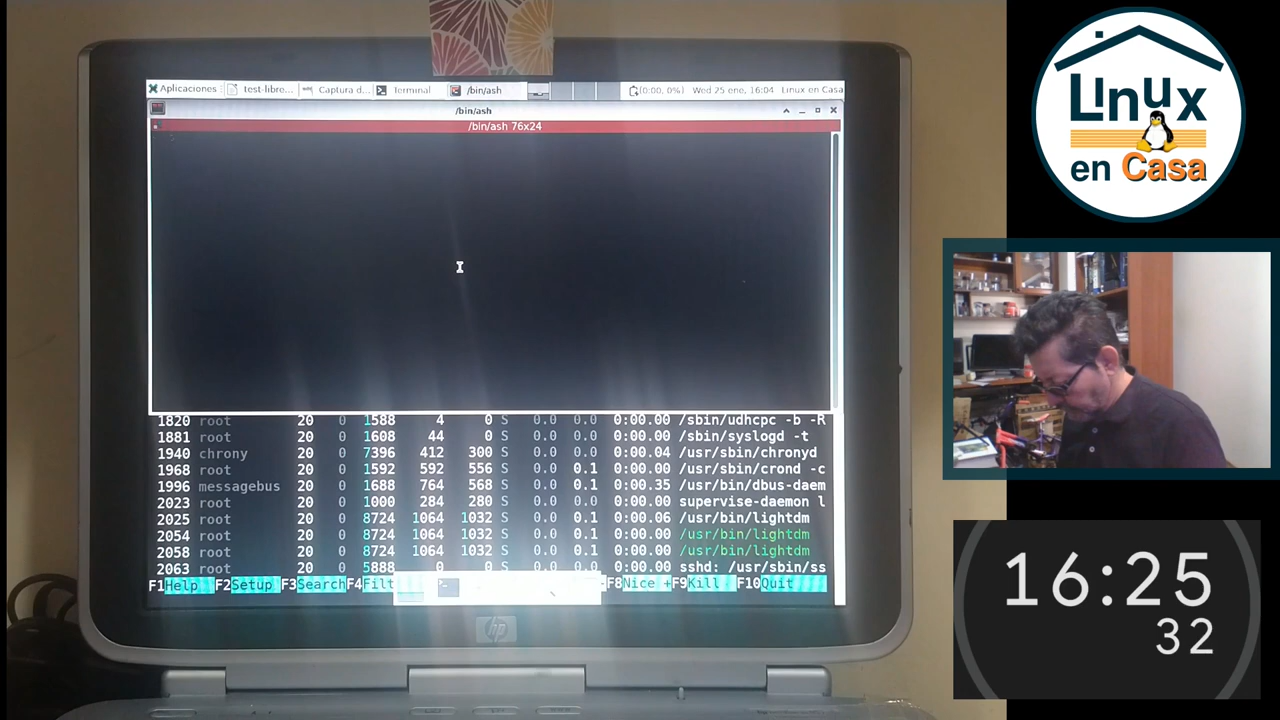 Aplicaciones test-libre... Captura d... Terminal /bin/ash (0:00, 0%) Wed 25 ene, 16:04 Linux en Casa
/bin/ash
/bin/ash 76x24
1820 root 20 0 1588 4 0 S 0.0 0.0 0:00.00 /sbin/udhcpc -b -R
1881 root 20 0 1608 44 0 S 0.0 0.0 0:00.00 /sbin/syslogd -t
1940 chrony 20 0 7396 412 300 S 0.0 0.0 0:00.04 /usr/sbin/chronyd
1968 root 20 0 1592 592 556 S 0.0 0.1 0:00.00 /usr/sbin/crond -c
1996 messagebus 20 0 1688 764 568 S 0.0 0.1 0:00.35 /usr/bin/dbus-daem
2023 root 20 0 1000 284 280 S 0.0 0.0 0:00.00 supervise-daemon l
2025 root 20 0 8724 1064 1032 S 0.0 0.1 0:00.06 /usr/bin/lightdm
2054 root 20 0 8724 1064 1032 S 0.0 0.1 0:00.00 /usr/bin/lightdm
2058 root 20 0 8724 1064 1032 S 0.0 0.1 0:00.00 /usr/bin/lightdm
2063 root 20 0 5888 0 0 S 0.0 0.0 0:00.00 sshd: /usr/sbin/ss
F1Help F2Setup F3Search F4Filt F8Nice + F9Kill F10Quit
hp
LInux
en Casa
16:25
32